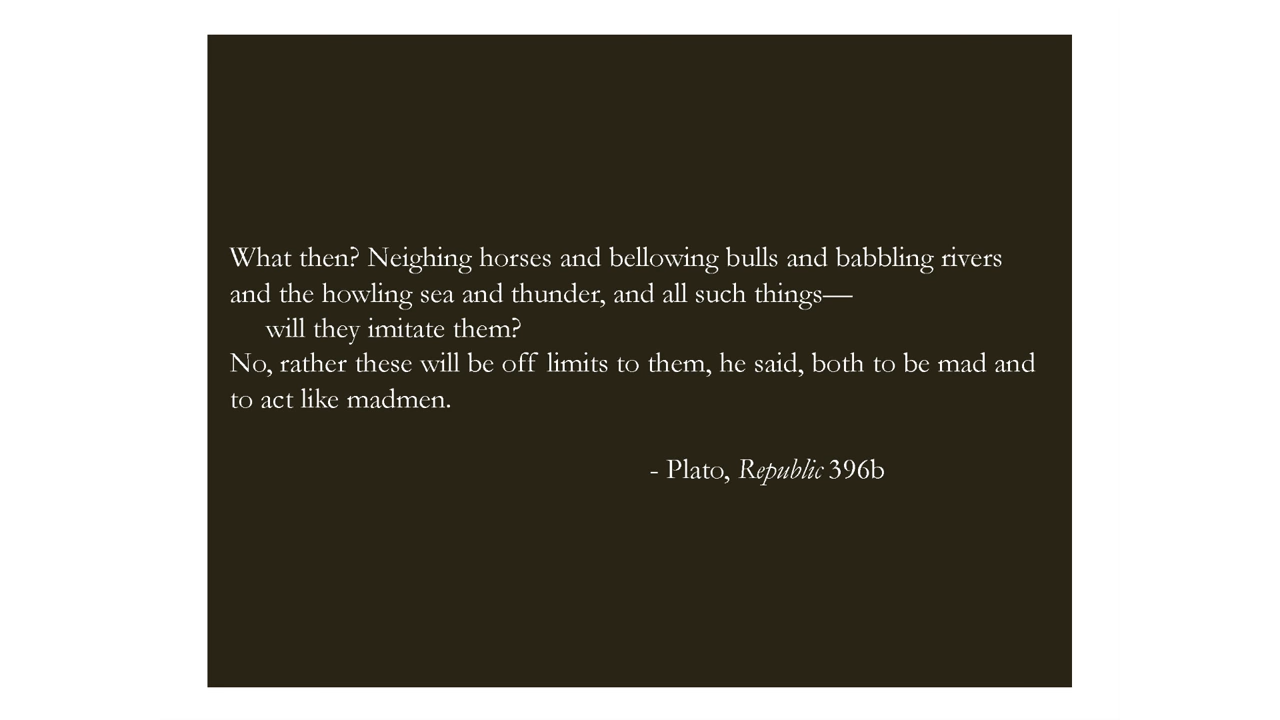 What then? Neighing horses and bellowing bulls and babbling rivers
and the howling sea and thunder, and all such things—
will they imitate them?
No, rather these will be off limits to them, he said, both to be mad and
to act like madmen.
- Plato, Republic 396b